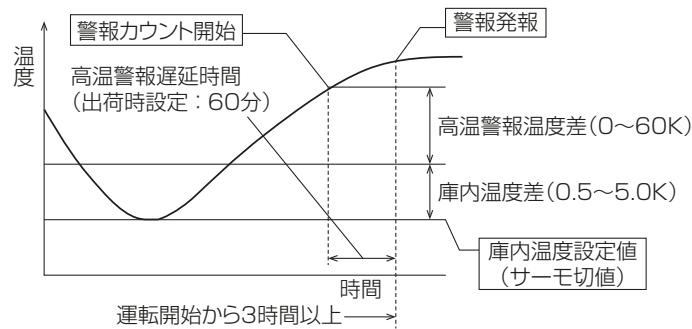 警報カウント開始
警報発報
温度
高温警報遅延時間
（出荷時設定：60分）
高温警報温度差（0～60K）
庫内温度差（0.5～5.0K）
庫内温度設定値
（サーモ切値）
時間
運転開始から3時間以上